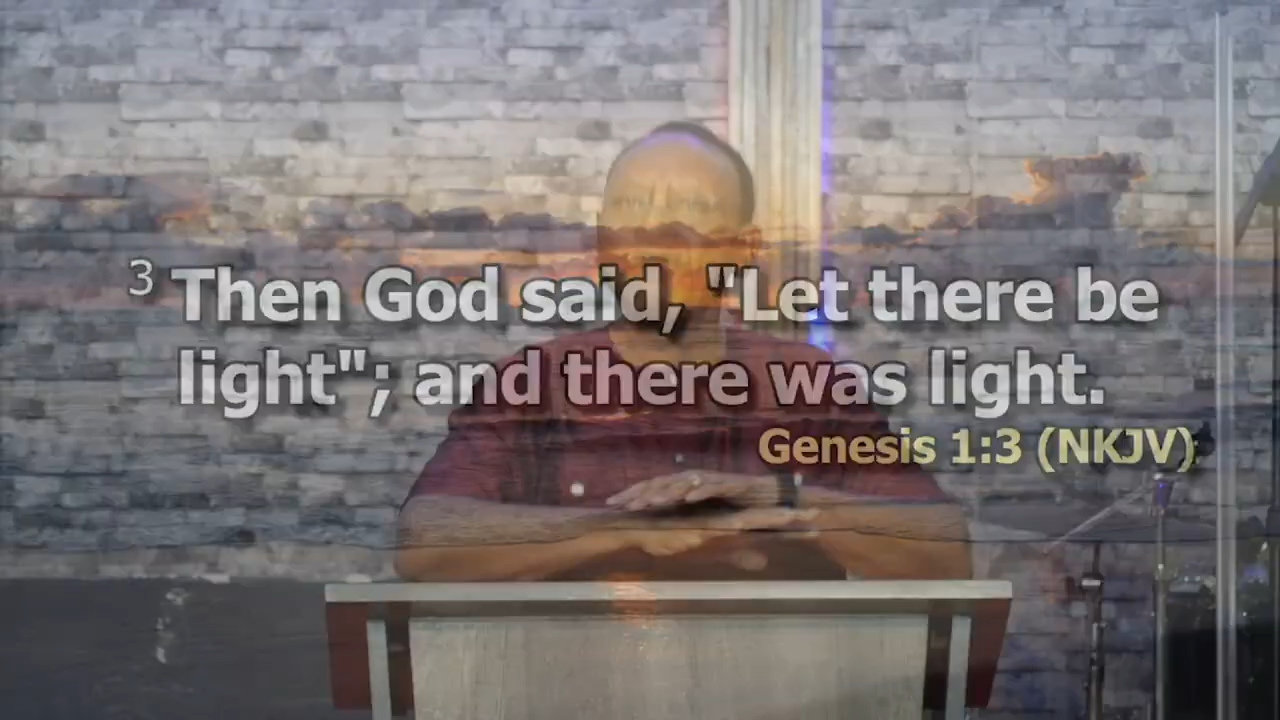 3 Then God said, "Let there be
light"; and there was light.
Genesis 1:3 (NKJV)